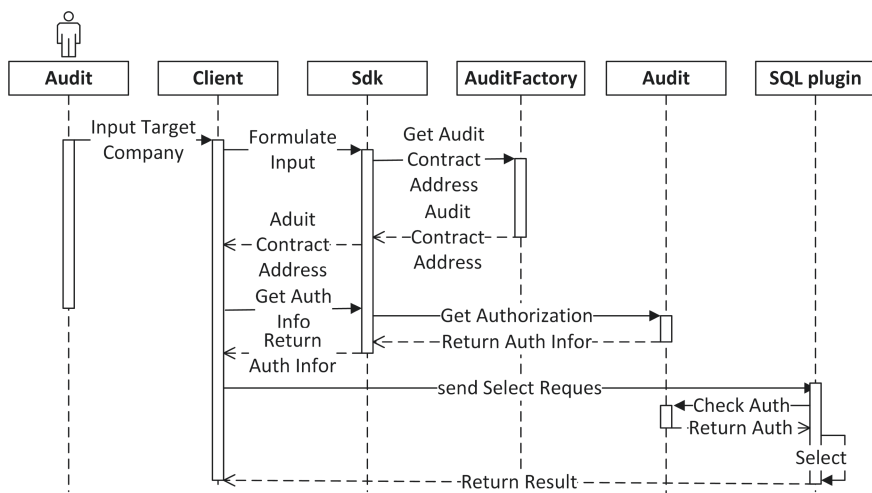 Audit
Client
Sdk
AuditFactory
Audit
SQL plugin
Input Target
Company
Formulate
Input
Get Audit
Contract
Address
Audit
Contract
Address
Aduit
Contract
Address
Get Auth
Info
Get Authorization
Return Auth Infor
Return
Auth Infor
send Select Reques
Check Auth
Return Auth
Select
Return Result